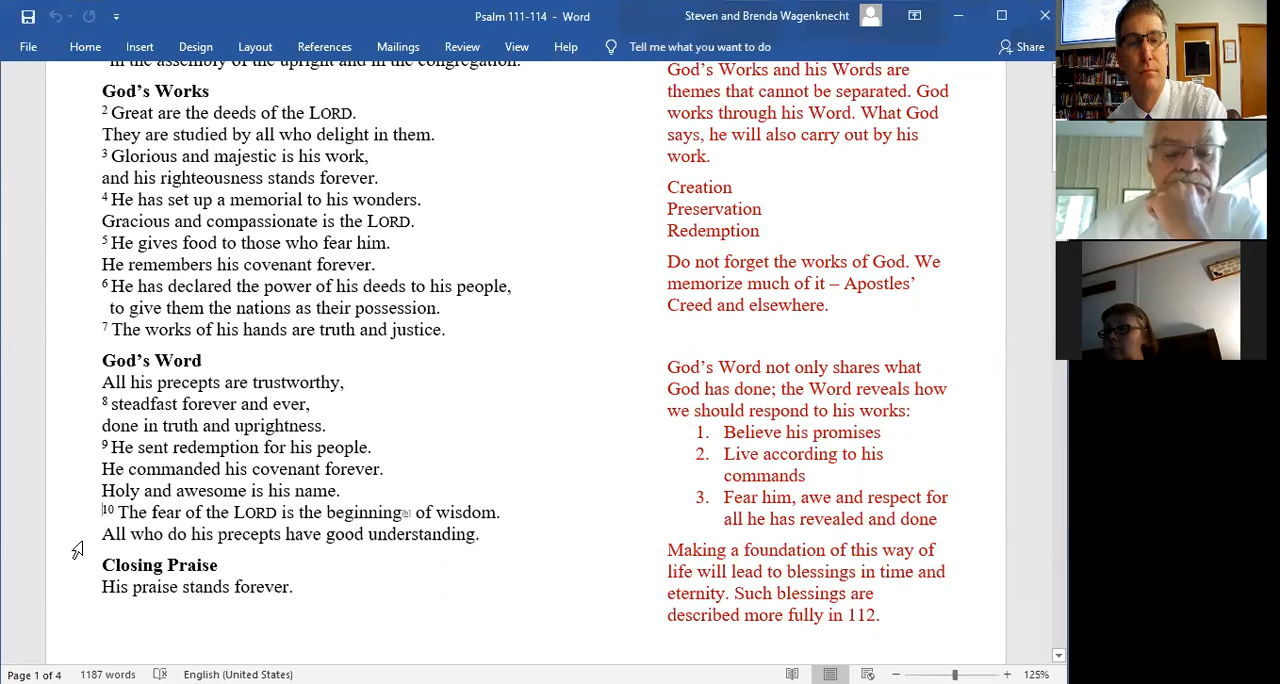 Psalm 111-114 - Word
Steven and Brenda Wagenknecht
File Home Insert Design Layout References Mailings Review View Help Tell me what you want to do Share
in the assembly of the upright and in the congregation.
God's Works
2 Great are the deeds of the LORD.
They are studied by all who delight in them.
3 Glorious and majestic is his work,
and his righteousness stands forever.
4 He has set up a memorial to his wonders.
Gracious and compassionate is the LORD.
5 He gives food to those who fear him.
He remembers his covenant forever.
6 He has declared the power of his deeds to his people,
to give them the nations as their possession.
7 The works of his hands are truth and justice.
God's Word
All his precepts are trustworthy,
8 steadfast forever and ever,
done in truth and uprightness.
9 He sent redemption for his people.
He commanded his covenant forever.
Holy and awesome is his name.
10 The fear of the LORD is the beginning of wisdom.
All who do his precepts have good understanding.
Closing Praise
His praise stands forever.
God's Works and his Words are
themes that cannot be separated. God
works through his Word. What God
says, he will also carry out by his
work.
Creation
Preservation
Redemption
Do not forget the works of God. We
memorize much of it – Apostles'
Creed and elsewhere.
God's Word not only shares what
God has done; the Word reveals how
we should respond to his works:
1. Believe his promises
2. Live according to his
commands
3. Fear him, awe and respect for
all he has revealed and done
Making a foundation of this way of
life will lead to blessings in time and
eternity. Such blessings are
described more fully in 112.
Page 1 of 4 1187 words English (United States) 125%